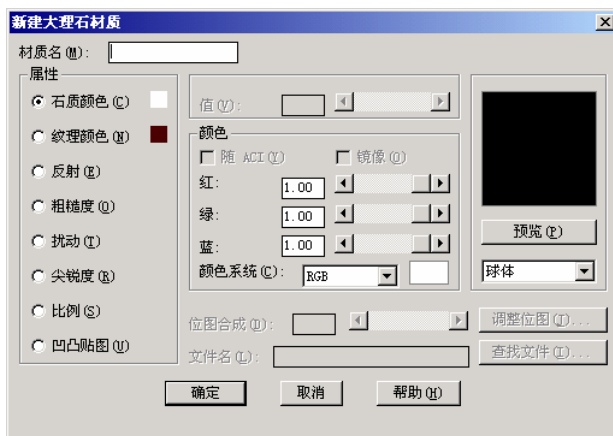 新建大理石材质
材质名(M):
属性
石质颜色(C)
纹理颜色(N)
反射(E)
粗糙度(O)
扰动(T)
尖锐度(R)
比例(S)
凹凸贴图(U)
值(V):
颜色
随 ACI(Y)
镜像(O)
红: 1.00
绿: 1.00
蓝: 1.00
颜色系统(C): RGB
位图合成(D):
文件名(L):
预览(P)
球体
调整位图(J)...
查找文件(I)...
确定
取消
帮助(H)